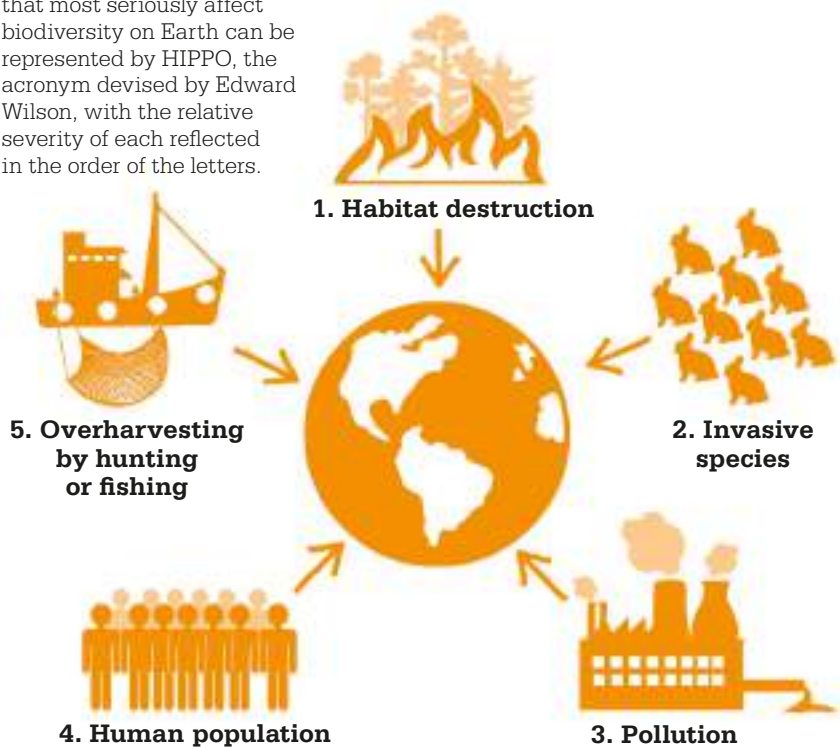 that most seriously affect
biodiversity on Earth can be
represented by HIPPO, the
acronym devised by Edward
Wilson, with the relative
severity of each reflected
in the order of the letters.
1. Habitat destruction
2. Invasive
species
3. Pollution
4. Human population
5. Overharvesting
by hunting
or fishing